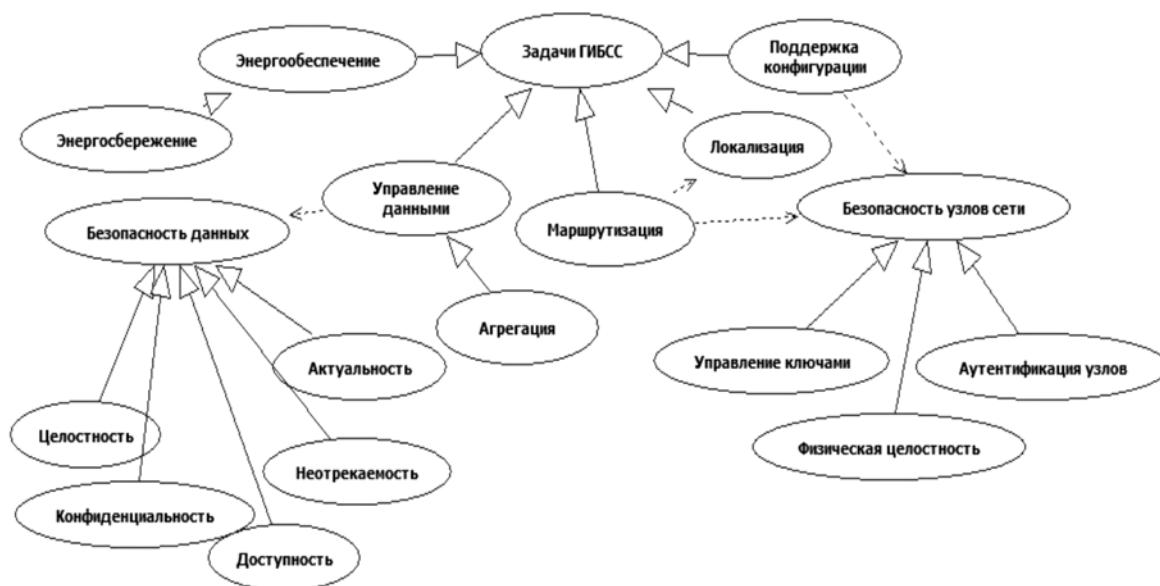 Энергообеспечение
Задачи ГИБСС
Поддержка
конфигурации
Энергосбережение
Локализация
Управление
данными
Безопасность данных
Маршрутизация
Безопасность узлов сети
Агрегация
Актуальность
Управление ключами
Аутентификация узлов
Целостность
Неотрекаемость
Физическая целостность
Конфиденциальность
Доступность